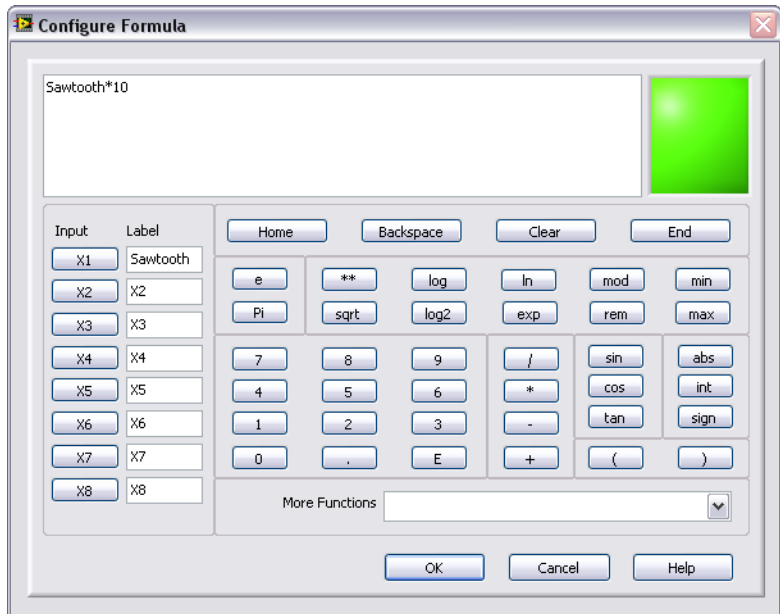 Configure Formula
Sawtooth*10
Input Label
X1 Sawtooth
X2 X2
X3 X3
X4 X4
X5 X5
X6 X6
X7 X7
X8 X8
Home Backspace Clear End
e ** log ln mod min
Pi sqrt log2 exp rem max
7 8 9 / sin abs
4 5 6 * cos int
1 2 3 - tan sign
0 . E + ( )
More Functions
OK Cancel Help